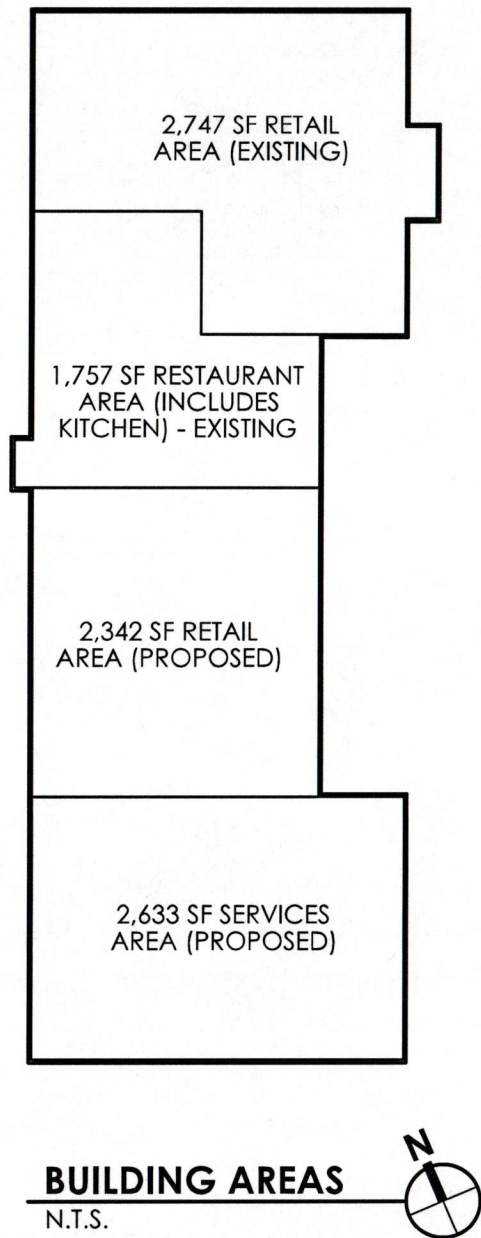 2,747 SF RETAIL
AREA (EXISTING)
1,757 SF RESTAURANT
AREA (INCLUDES
KITCHEN) - EXISTING
2,342 SF RETAIL
AREA (PROPOSED)
2,633 SF SERVICES
AREA (PROPOSED)
N
BUILDING AREAS
N.T.S.